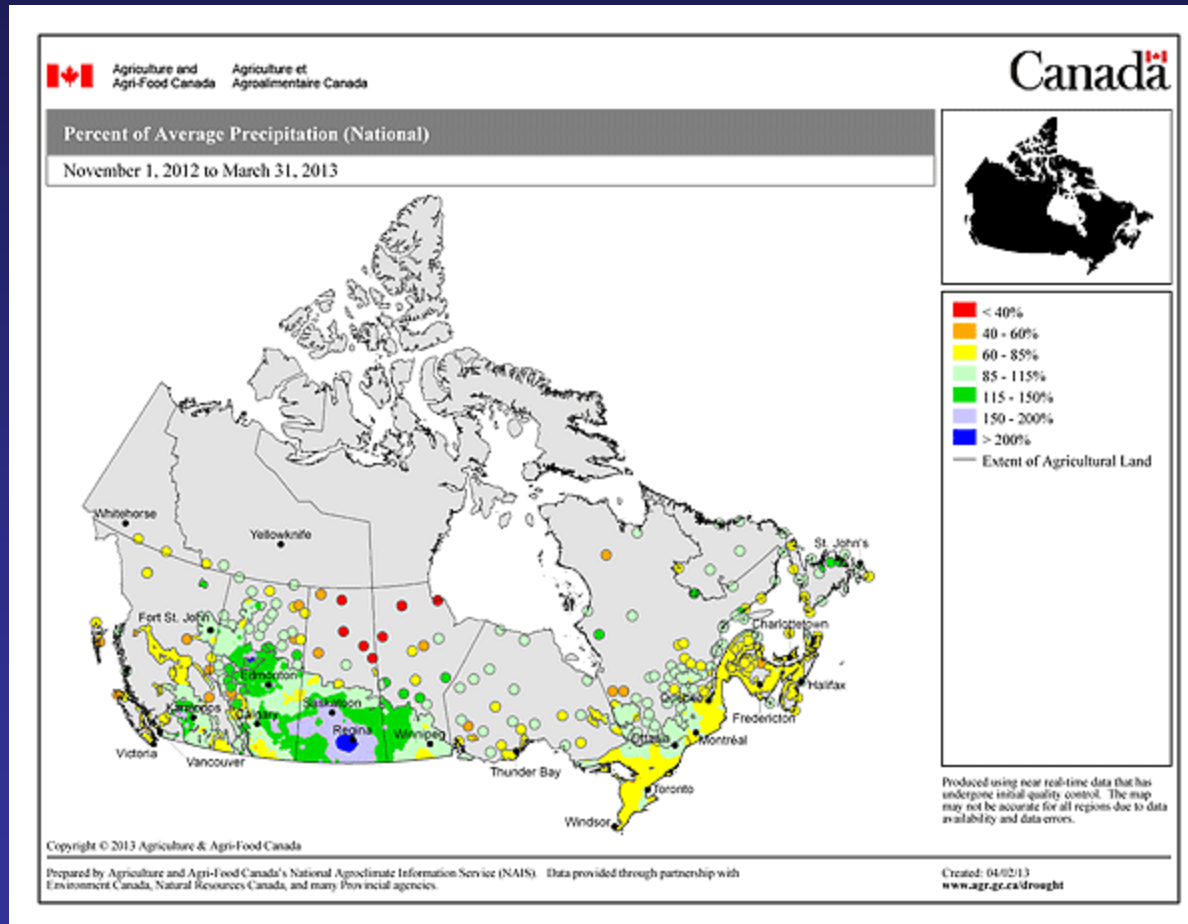 Agriculture and
Agri-Food Canada
Agriculture et
Agroalimentaire Canada
Canada
Percent of Average Precipitation (National)
November 1, 2012 to March 31, 2013
< 40%
40 - 60%
60 - 85%
85 - 115%
115 - 150%
150 - 200%
> 200%
Extent of Agricultural Land
Whitehorse
Yellowknife
St. John's
Fort St. John
Charlottetown
Edmonton
Halifax
Kamloops
Saskatoon
Calgary
Fredericton
Regina
Winnipeg
Ottawa
Montréal
Victoria
Vancouver
Thunder Bay
Toronto
Windsor
Produced using near real-time data that has
undergone initial quality control. The map
may not be accurate for all regions due to data
availability and data errors.
Copyright © 2013 Agriculture & Agri-Food Canada
Prepared by Agriculture and Agri-Food Canada's National Agroclimate Information Service (NAIS). Data provided through partnership with
Environment Canada, Natural Resources Canada, and many Provincial agencies.
Created: 04/02/13
www.agr.gc.ca/drought